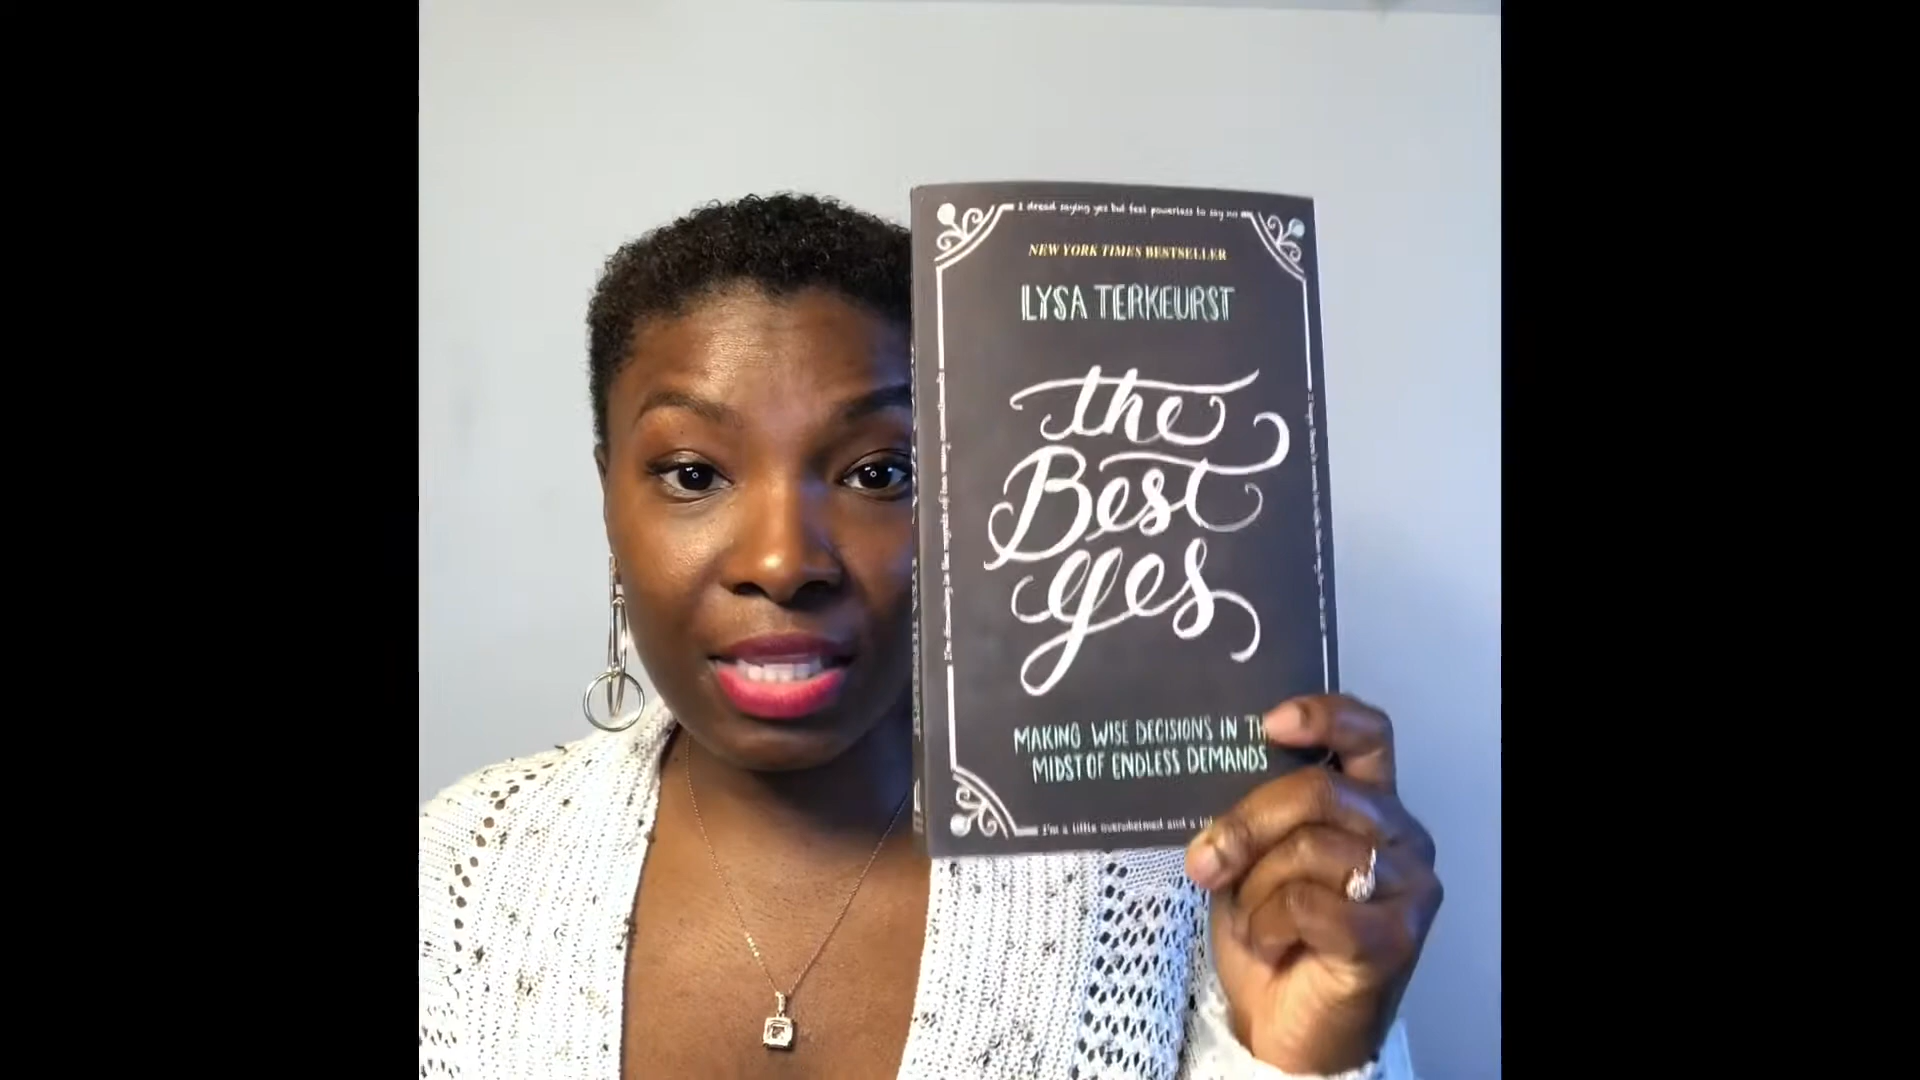 I dread saying yes but feel powerless to say no
NEW YORK TIMES BESTSELLER
LYSA TERKEURST
the
Best
yes
MAKING WISE DECISIONS IN TH
MIDST OF ENDLESS DEMANDS
I'm a little overwhelmed and a